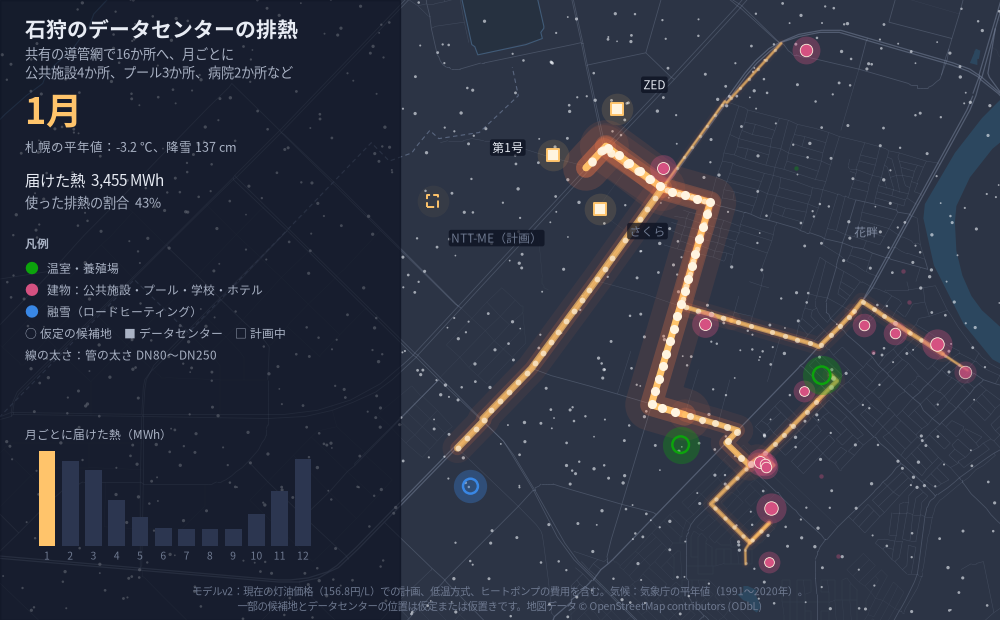 石狩のデータセンターの排熱
共有の導管網で16か所へ、月ごとに
公共施設4か所、プール3か所、病院2か所など
1月
札幌の平年値：-3.2 ℃、降雪 137 cm
届けた熱 3,455 MWh
使った排熱の割合 43%
凡例
温室・養殖場
建物：公共施設・プール・学校・ホテル
融雪（ロードヒーティング）
仮定の候補地 データセンター 計画中
線の太さ：管の太さ DN80〜DN250
月ごとに届けた熱（MWh）
1 2 3 4 5 6 7 8 9 10 11 12
ZED
第1号
NTT-ME（計画）
さくら
花畔
モデルv2：現在の灯油価格（156.8円/L）での計画、低温方式、ヒートポンプの費用を含む。気候：気象庁の平年値（1991〜2020年）
一部の候補地とデータセンターの位置は仮定または仮置きです。地図データ © OpenStreetMap contributors (ODbL)